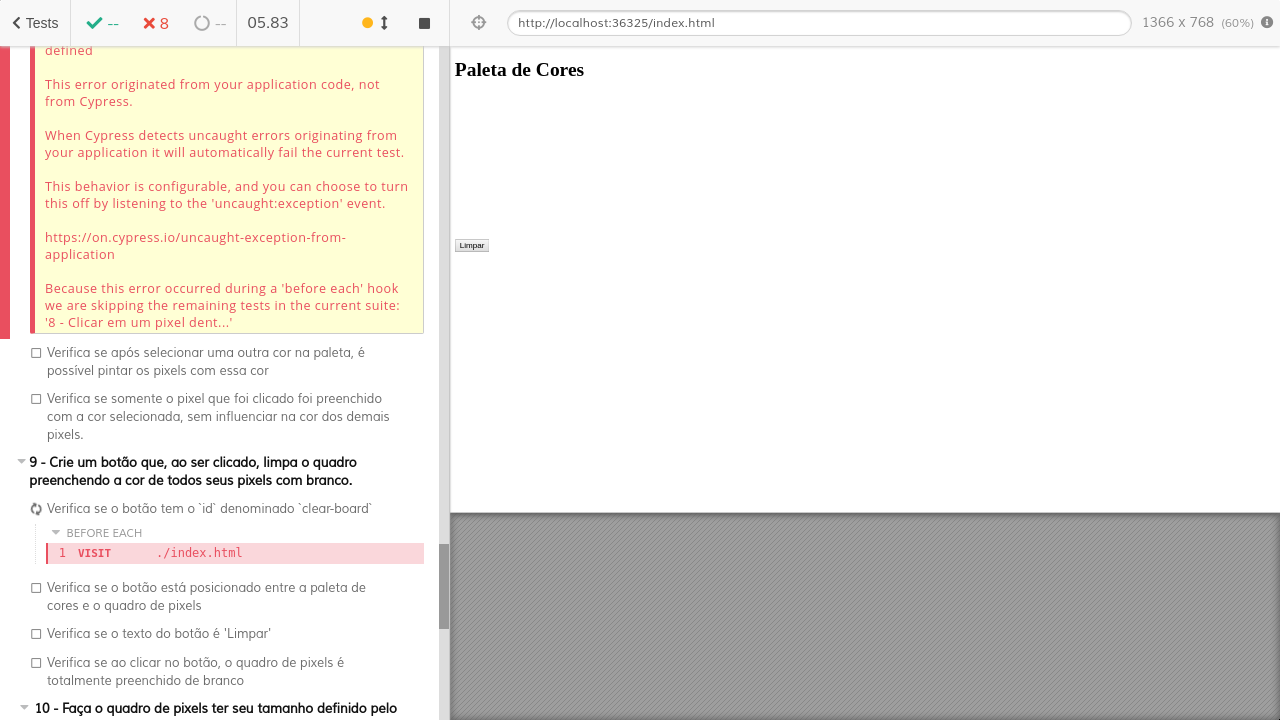 Tests
--
8
--
05.83
http://localhost:36325/index.html
1366 x 768 (60%)
defined
This error originated from your application code, not
from Cypress.
When Cypress detects uncaught errors originating from
your application it will automatically fail the current test.
This behavior is configurable, and you can choose to turn
this off by listening to the 'uncaught:exception' event.
https://on.cypress.io/uncaught-exception-from-
application
Because this error occurred during a 'before each' hook
we are skipping the remaining tests in the current suite:
'8 - Clicar em um pixel dent...'
Verifica se após selecionar uma outra cor na paleta, é
possível pintar os pixels com essa cor
Verifica se somente o pixel que foi clicado foi preenchido
com a cor selecionada, sem influenciar na cor dos demais
pixels.
9 - Crie um botão que, ao ser clicado, limpa o quadro
preenchendo a cor de todos seus pixels com branco.
Verifica se o botão tem o `id` denominado `clear-board`
BEFORE EACH
1 VISIT ./index.html
Verifica se o botão está posicionado entre a paleta de
cores e o quadro de pixels
Verifica se o texto do botão é 'Limpar'
Verifica se ao clicar no botão, o quadro de pixels é
totalmente preenchido de branco
10 - Faça o quadro de pixels ter seu tamanho definido pelo
Paleta de Cores
Limpar